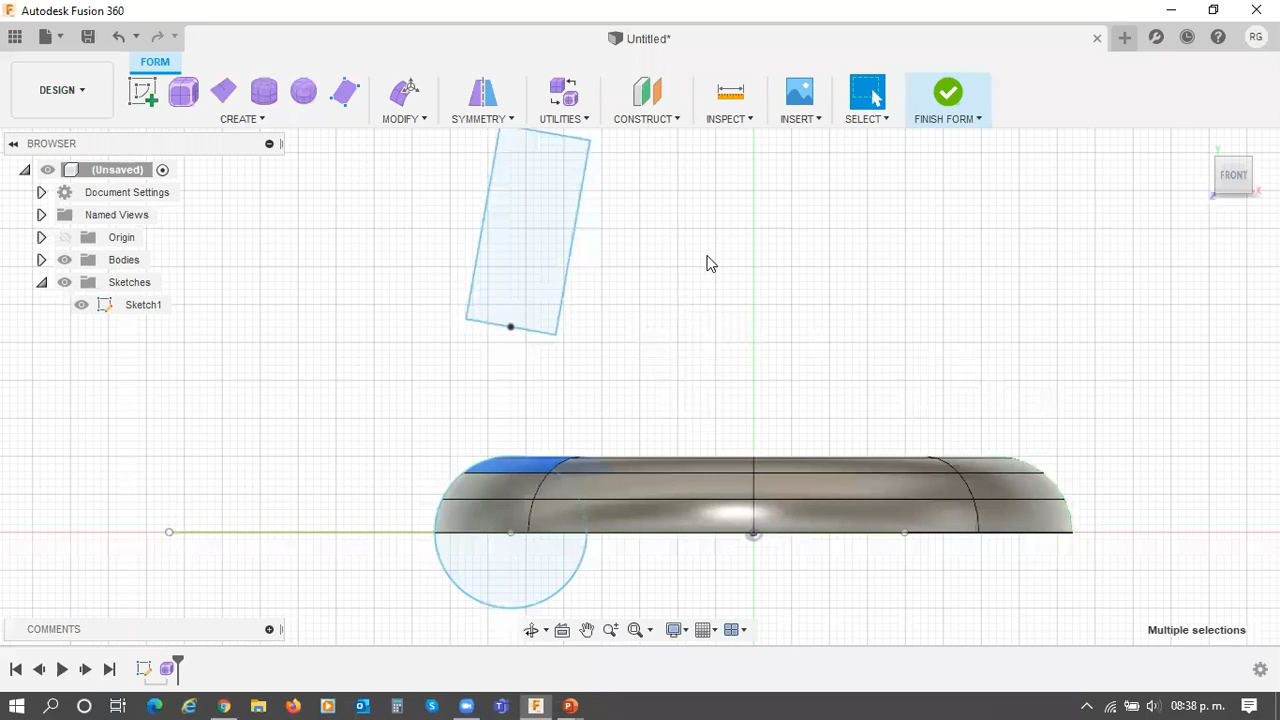 Autodesk Fusion 360
Untitled*
RG
FORM
DESIGN
CREATE
MODIFY
SYMMETRY
UTILITIES
CONSTRUCT
INSPECT
INSERT
SELECT
FINISH FORM
BROWSER
(Unsaved)
Document Settings
Named Views
Origin
Bodies
Sketches
Sketch1
Y
FRONT
X
Z
COMMENTS
Multiple selections
08:38 p. m.